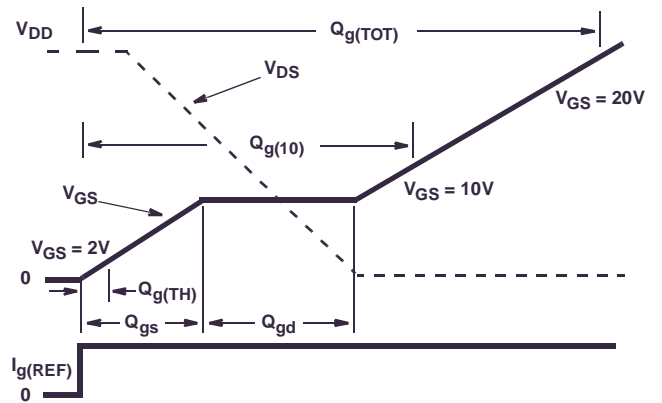 V_DD
Q_g(TOT)
V_DS
V_GS = 20V
Q_g(10)
V_GS
V_GS = 10V
V_GS = 2V
0
Q_g(TH)
Q_gs
Q_gd
I_g(REF)
0